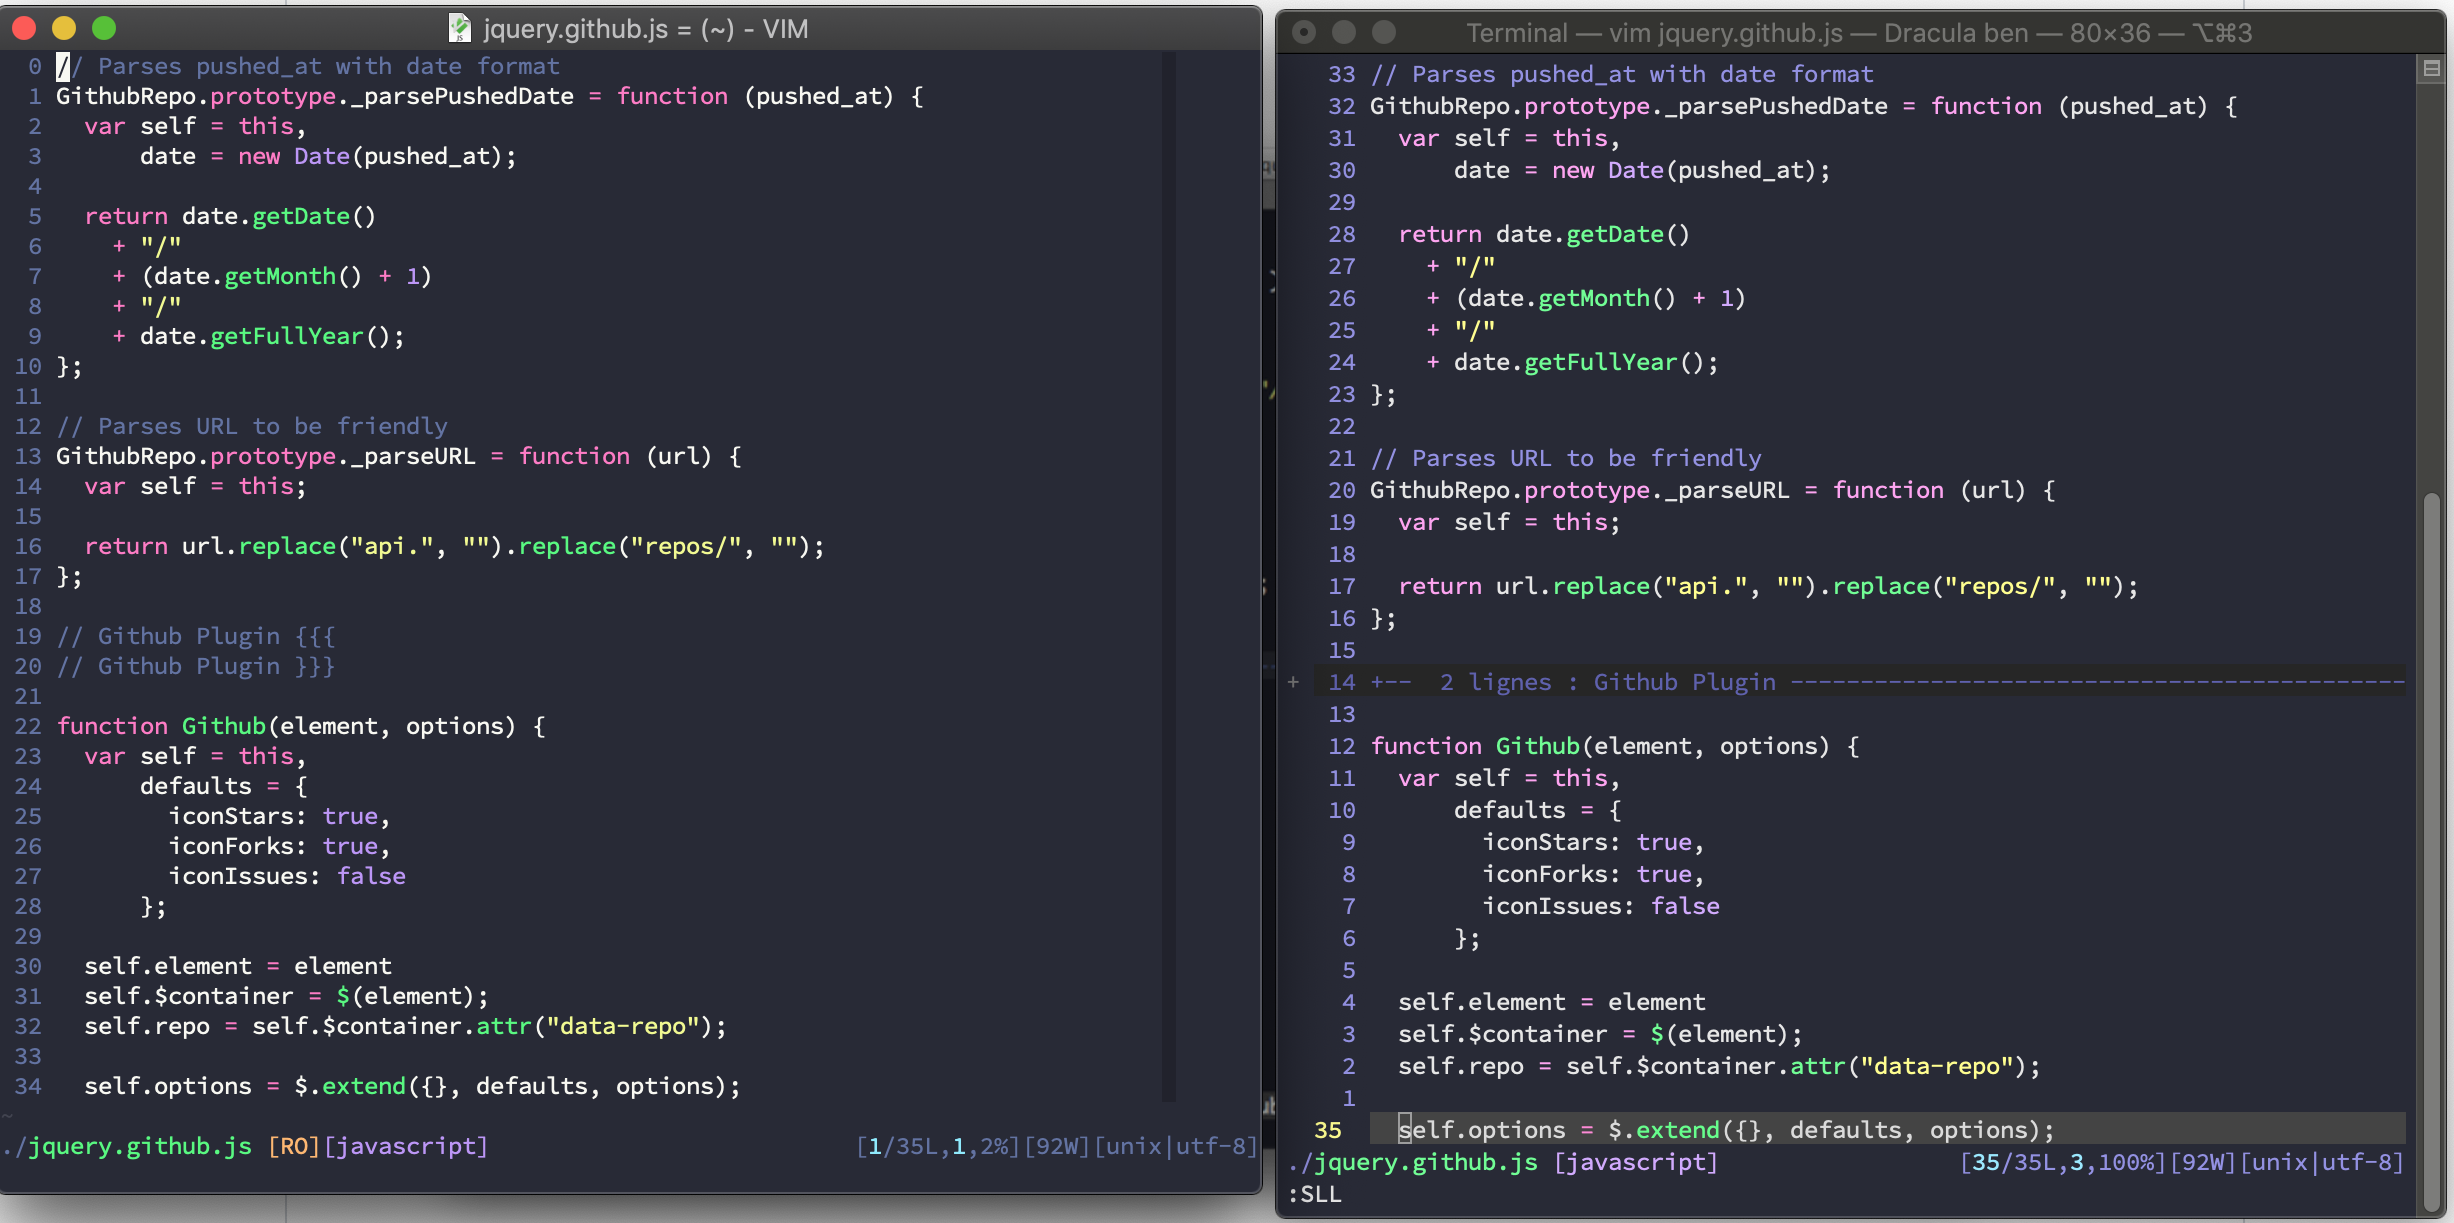 jquery.github.js = (~) - VIM
0 // Parses pushed_at with date format
1 GithubRepo.prototype._parsePushedDate = function (pushed_at) {
2   var self = this,
3       date = new Date(pushed_at);
4
5   return date.getDate()
6     + "/"
7     + (date.getMonth() + 1)
8     + "/"
9     + date.getFullYear();
10 };
11
12 // Parses URL to be friendly
13 GithubRepo.prototype._parseURL = function (url) {
14   var self = this;
15
16   return url.replace("api.", "").replace("repos/", "");
17 };
18
19 // Github Plugin {{{
20 // Github Plugin }}}
21
22 function Github(element, options) {
23   var self = this,
24       defaults = {
25         iconStars: true,
26         iconForks: true,
27         iconIssues: false
28       };
29
30   self.element = element
31   self.$container = $(element);
32   self.repo = self.$container.attr("data-repo");
33
34   self.options = $.extend({}, defaults, options);
~
./jquery.github.js [RO][javascript] [1/35L,1,2%][92W][unix|utf-8]
Terminal — vim jquery.github.js — Dracula ben — 80×36 — ⌥⌘3
33 // Parses pushed_at with date format
32 GithubRepo.prototype._parsePushedDate = function (pushed_at) {
31   var self = this,
30       date = new Date(pushed_at);
29
28   return date.getDate()
27     + "/"
26     + (date.getMonth() + 1)
25     + "/"
24     + date.getFullYear();
23 };
22
21 // Parses URL to be friendly
20 GithubRepo.prototype._parseURL = function (url) {
19   var self = this;
18
17   return url.replace("api.", "").replace("repos/", "");
16 };
15
+ 14 +--  2 lignes : Github Plugin --------------------------------------------
13
12 function Github(element, options) {
11   var self = this,
10       defaults = {
9         iconStars: true,
8         iconForks: true,
7         iconIssues: false
6       };
5
4   self.element = element
3   self.$container = $(element);
2   self.repo = self.$container.attr("data-repo");
1
35   self.options = $.extend({}, defaults, options);
./jquery.github.js [javascript] [35/35L,3,100%][92W][unix|utf-8]
:SLL